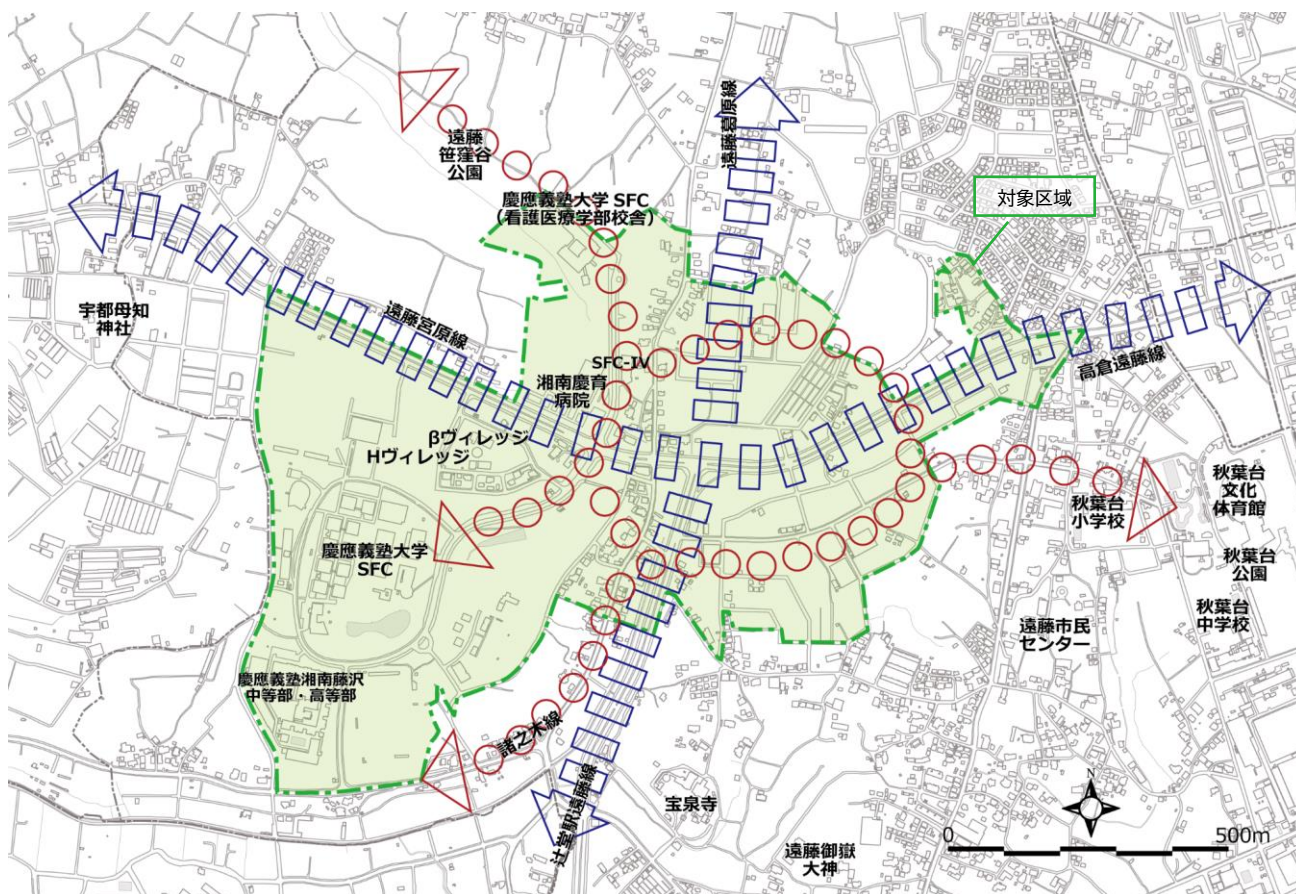 遠藤
笹窪谷
公園
遠藤葛原線
慶應義塾大学 SFC
(看護医療学部校舎)
対象区域
宇都母知
神社
遠藤宮原線
SFC-IV
湘南慶育
病院
高倉遠藤線
βヴィレッジ
Hヴィレッジ
秋葉台
小学校
秋葉台
文化
体育館
慶應義塾大学
SFC
秋葉台
公園
秋葉台
中学校
遠藤市民
センター
慶應義塾湘南藤沢
中等部・高等部
諸之木線
辻堂駅遠藤線
宝泉寺
遠藤御嶽
大神
N
0
500m